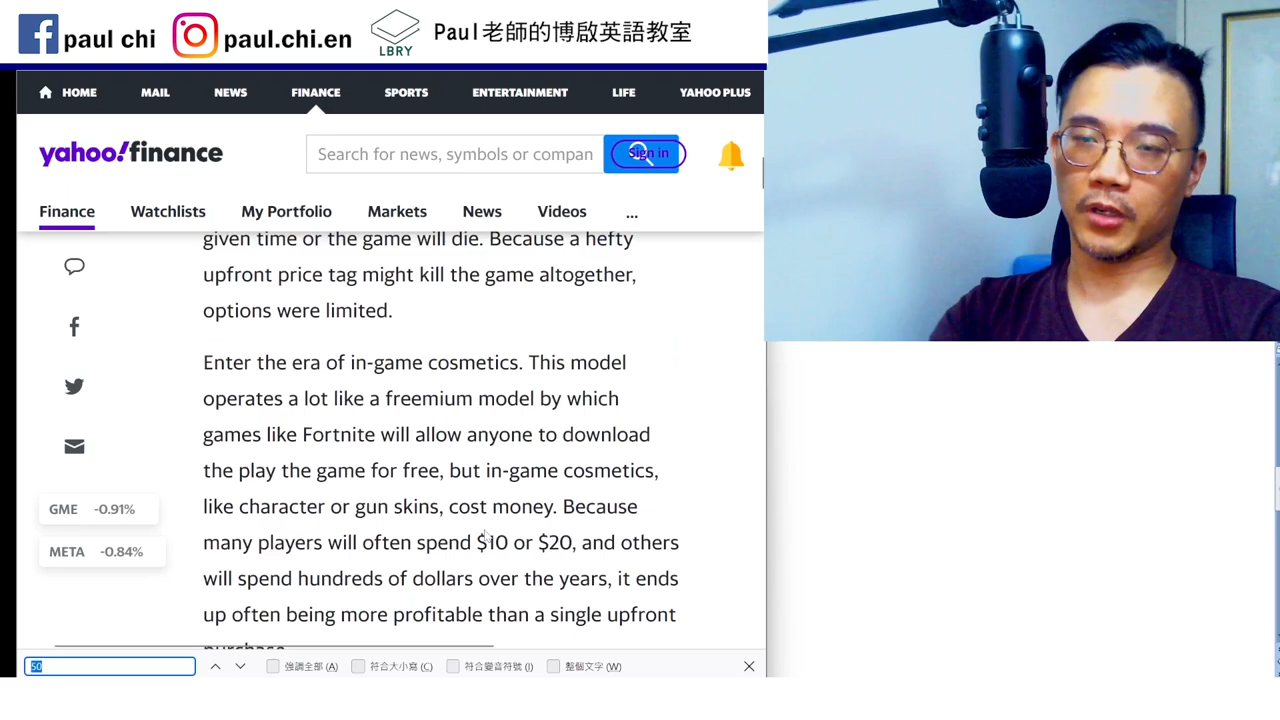 paul chi
paul.chi.en
LBRY
Paul老師的博啟英語教室
HOME MAIL NEWS FINANCE SPORTS ENTERTAINMENT LIFE YAHOO PLUS
yahoo!finance
Search for news, symbols or compan
Sign in
Finance Watchlists My Portfolio Markets News Videos ...
given time or the game will die. Because a hefty
upfront price tag might kill the game altogether,
options were limited.
Enter the era of in-game cosmetics. This model
operates a lot like a freemium model by which
games like Fortnite will allow anyone to download
the play the game for free, but in-game cosmetics,
like character or gun skins, cost money. Because
many players will often spend $10 or $20, and others
will spend hundreds of dollars over the years, it ends
up often being more profitable than a single upfront
purchase.
GME -0.91%
META -0.84%
50
強調全部 (A) 符合大小寫 (C) 符合變音符號 (I) 整個文字 (W)